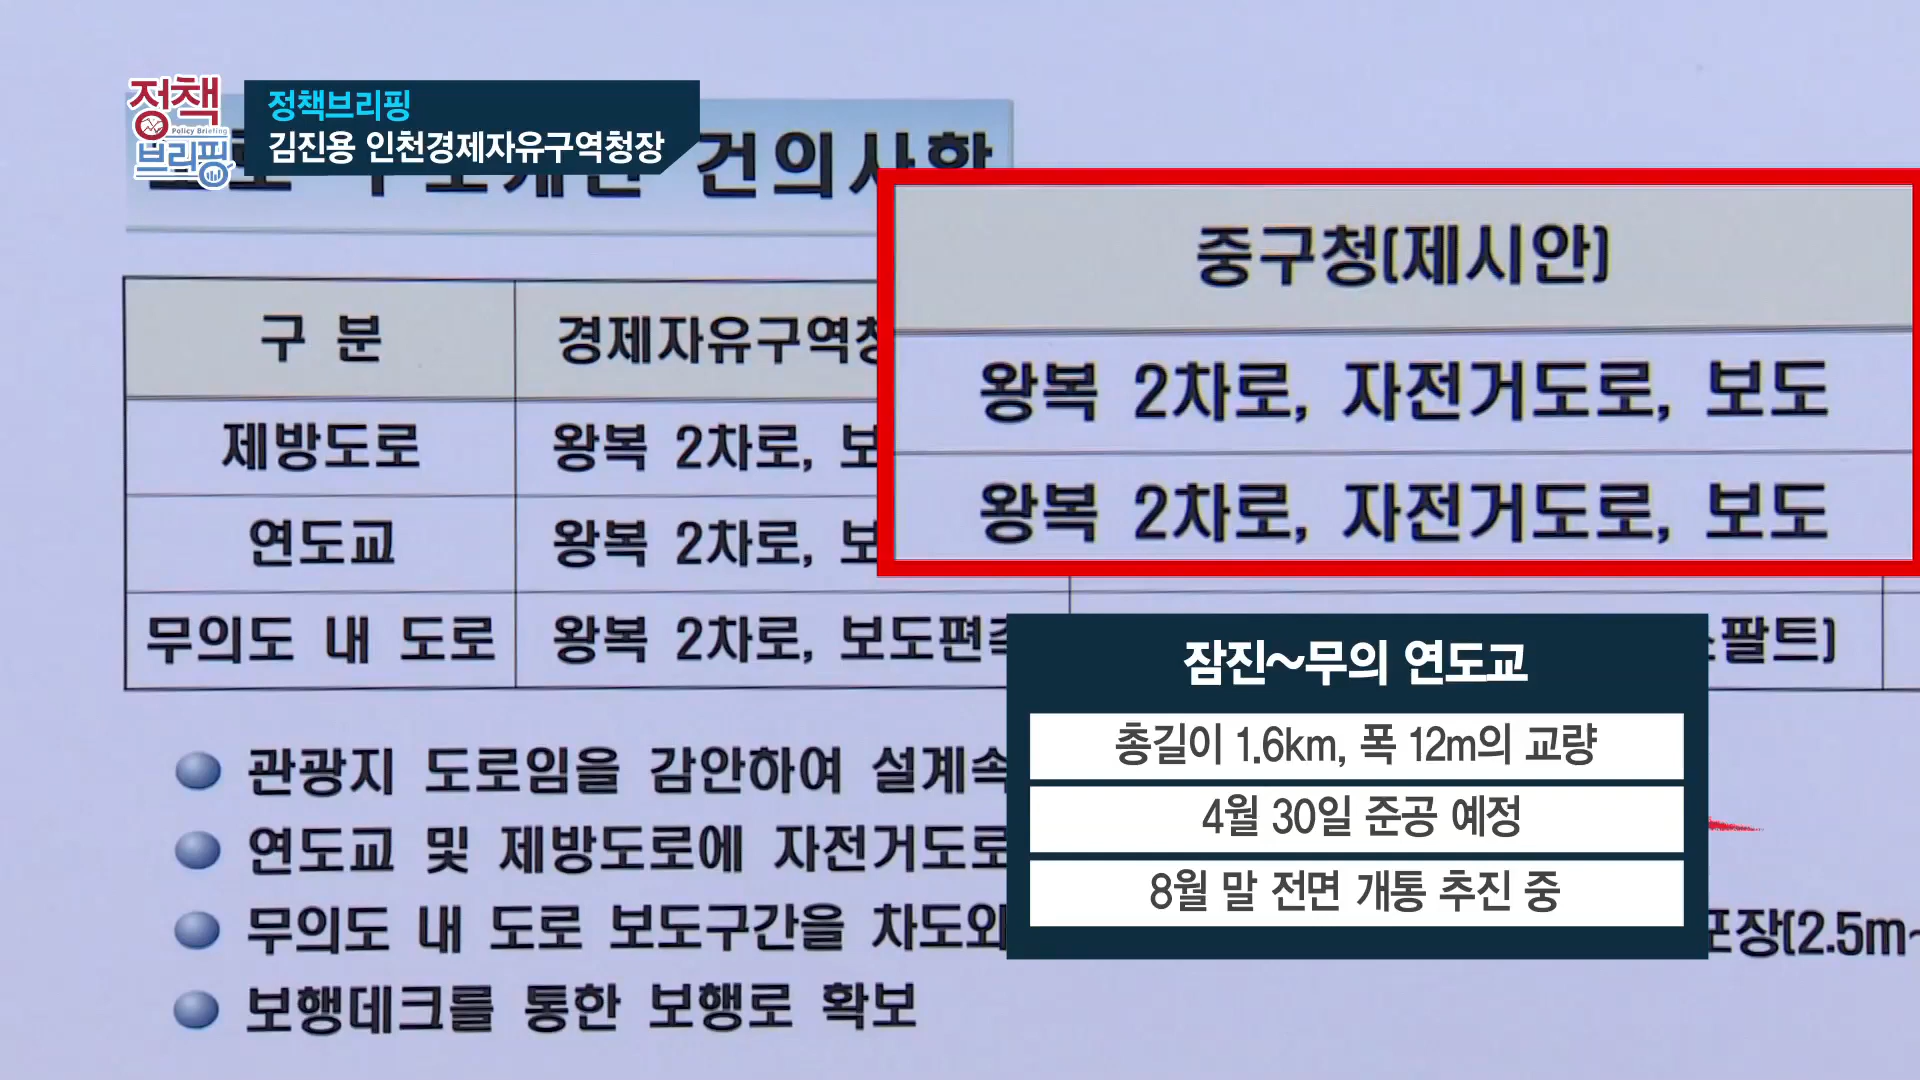 정책
Policy Briefing
브리핑
정책브리핑
김진용 인천경제자유구역청장
건의사항
중구청(제시안)
왕복 2차로, 자전거도로, 보도
왕복 2차로, 자전거도로, 보도
구 분
경제자유구역청
제방도로
왕복 2차로,
연도교
왕복 2차로,
무의도 내 도로
왕복 2차로, 보도편측
스팔트)
관광지 도로임을 감안하여 설계속
연도교 및 제방도로에 자전거도로
무의도 내 도로 보도구간을 차도와
포장(2.5m~
보행데크를 통한 보행로 확보
잠진~무의 연도교
총길이 1.6km, 폭 12m의 교량
4월 30일 준공 예정
8월 말 전면 개통 추진 중